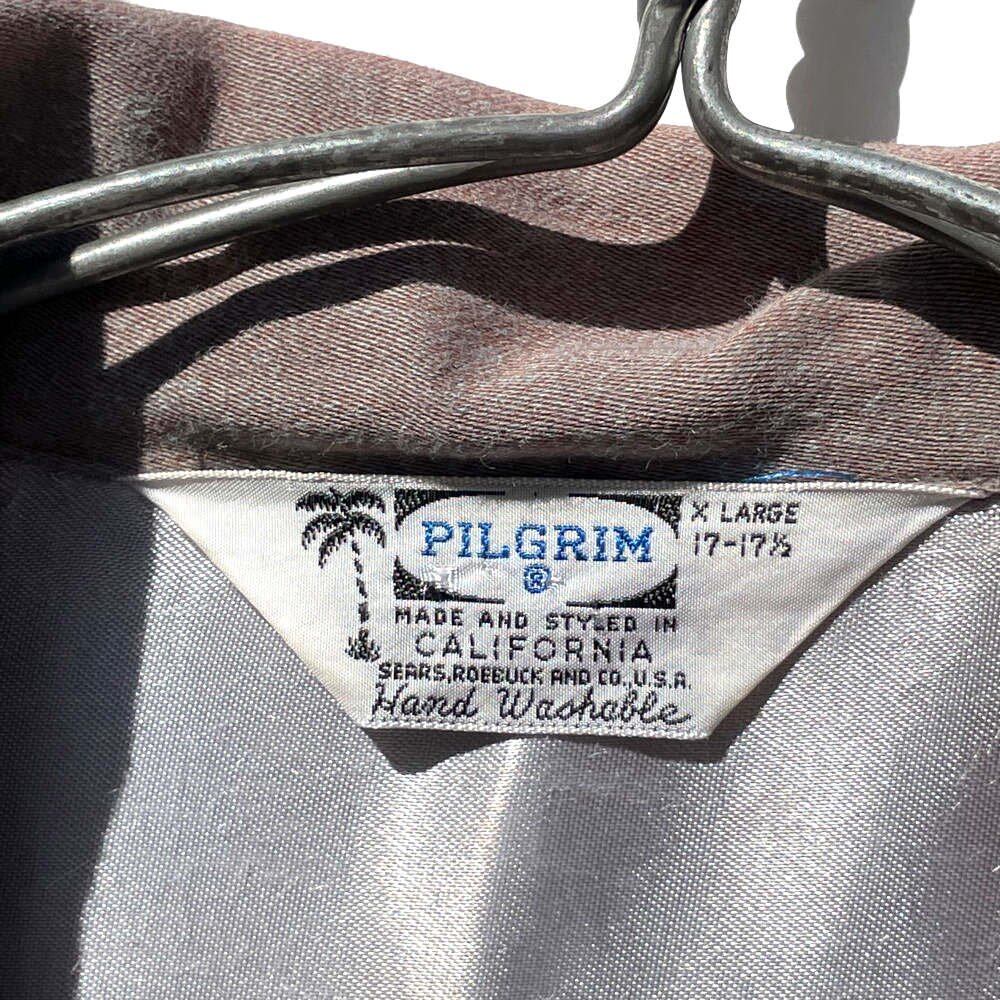 PILGRIM
®
X LARGE
17-17½
MADE AND STYLED IN
CALIFORNIA
SEARS, ROEBUCK AND CO., U.S.A.
Hand Washable